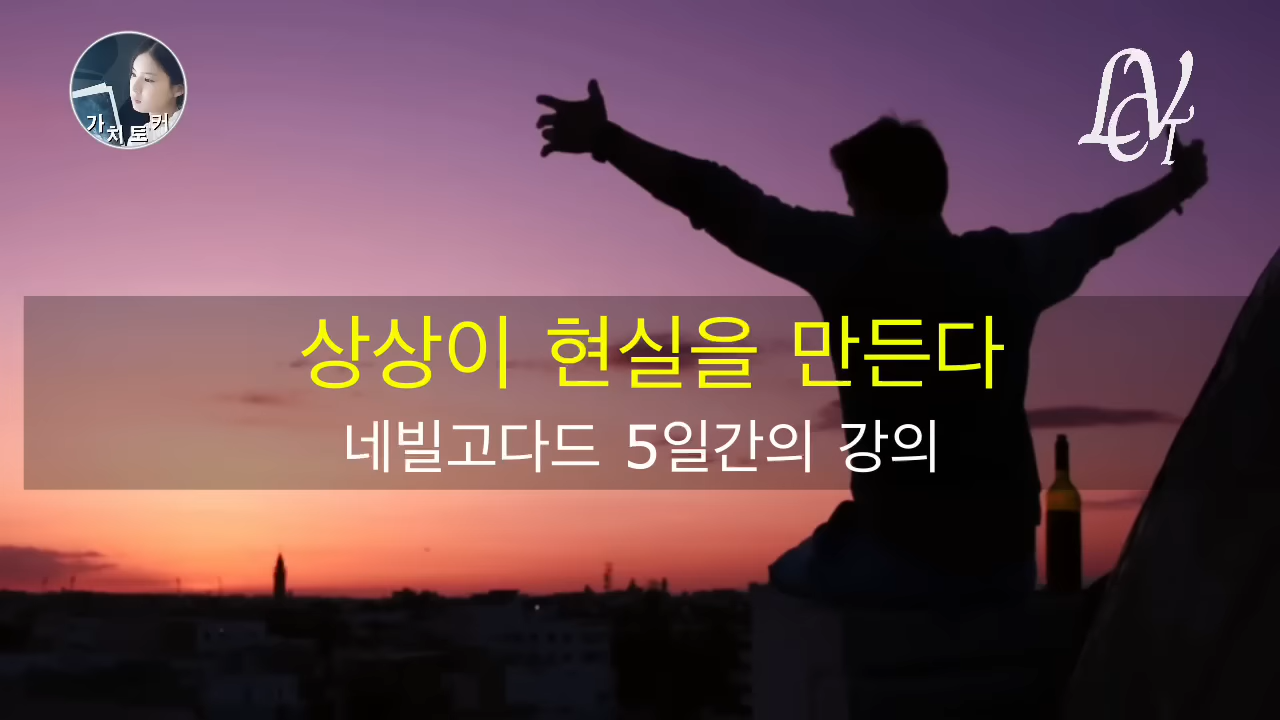 가치토커
상상이 현실을 만든다
네빌고다드 5일간의 강의